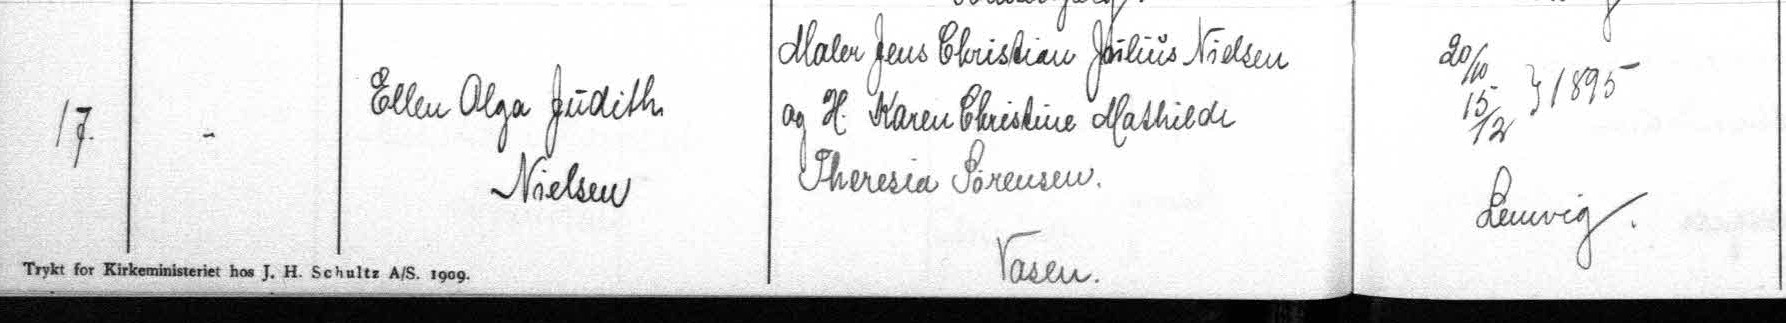 17.
-
Ellen Olga Judith
Nielsen
Maler Jens Christian Julius Nielsen
og H. Karen Christine Mathilde
Theresia Sörensen.
Vasen.
20/10
15/12 } 1895
Lemvig.
Trykt for Kirkeministeriet hos J. H. Schultz A/S. 1909.